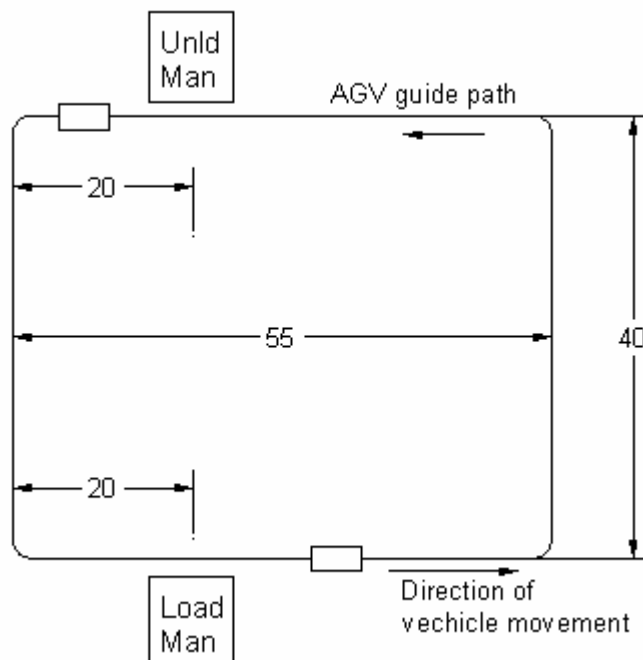 Unld
Man
AGV guide path
20
55
40
20
Direction of
vechicle movement
Load
Man